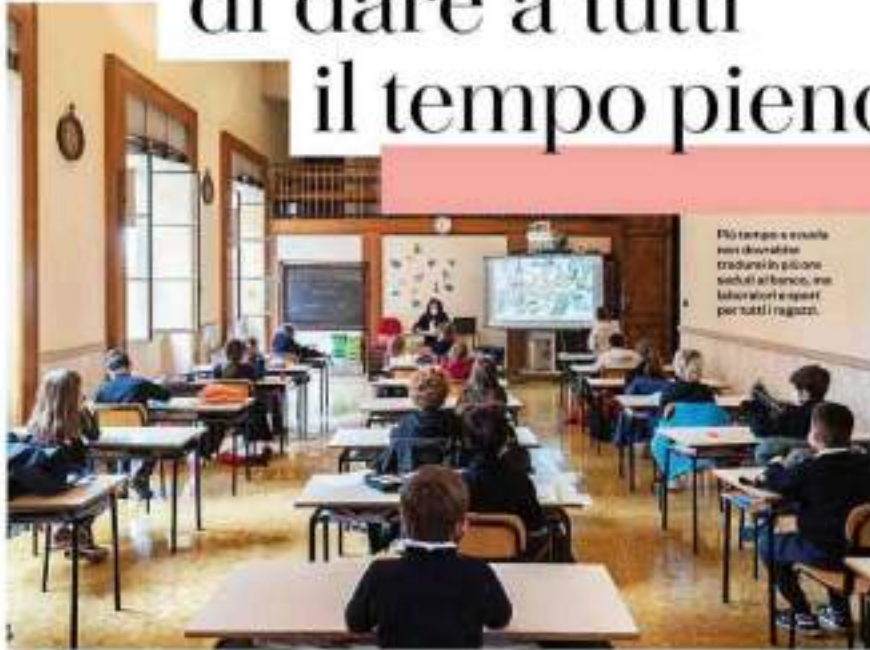 di dare a tutti
il tempo pieno
Più tempo a scuola
non dovrebbe
tradursi in più ore
seduti al banco, ma
laboratori e sport
per tutti i ragazzi.